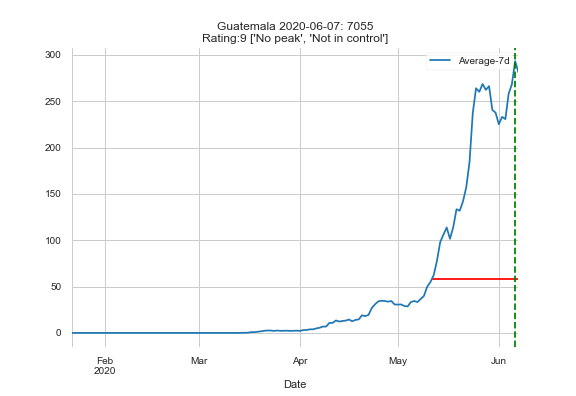 Guatemala 2020-06-07: 7055
Rating:9 ['No peak', 'Not in control']
Average-7d
300
250
200
150
100
50
0
Feb
2020
Mar
Apr
May
Jun
Date